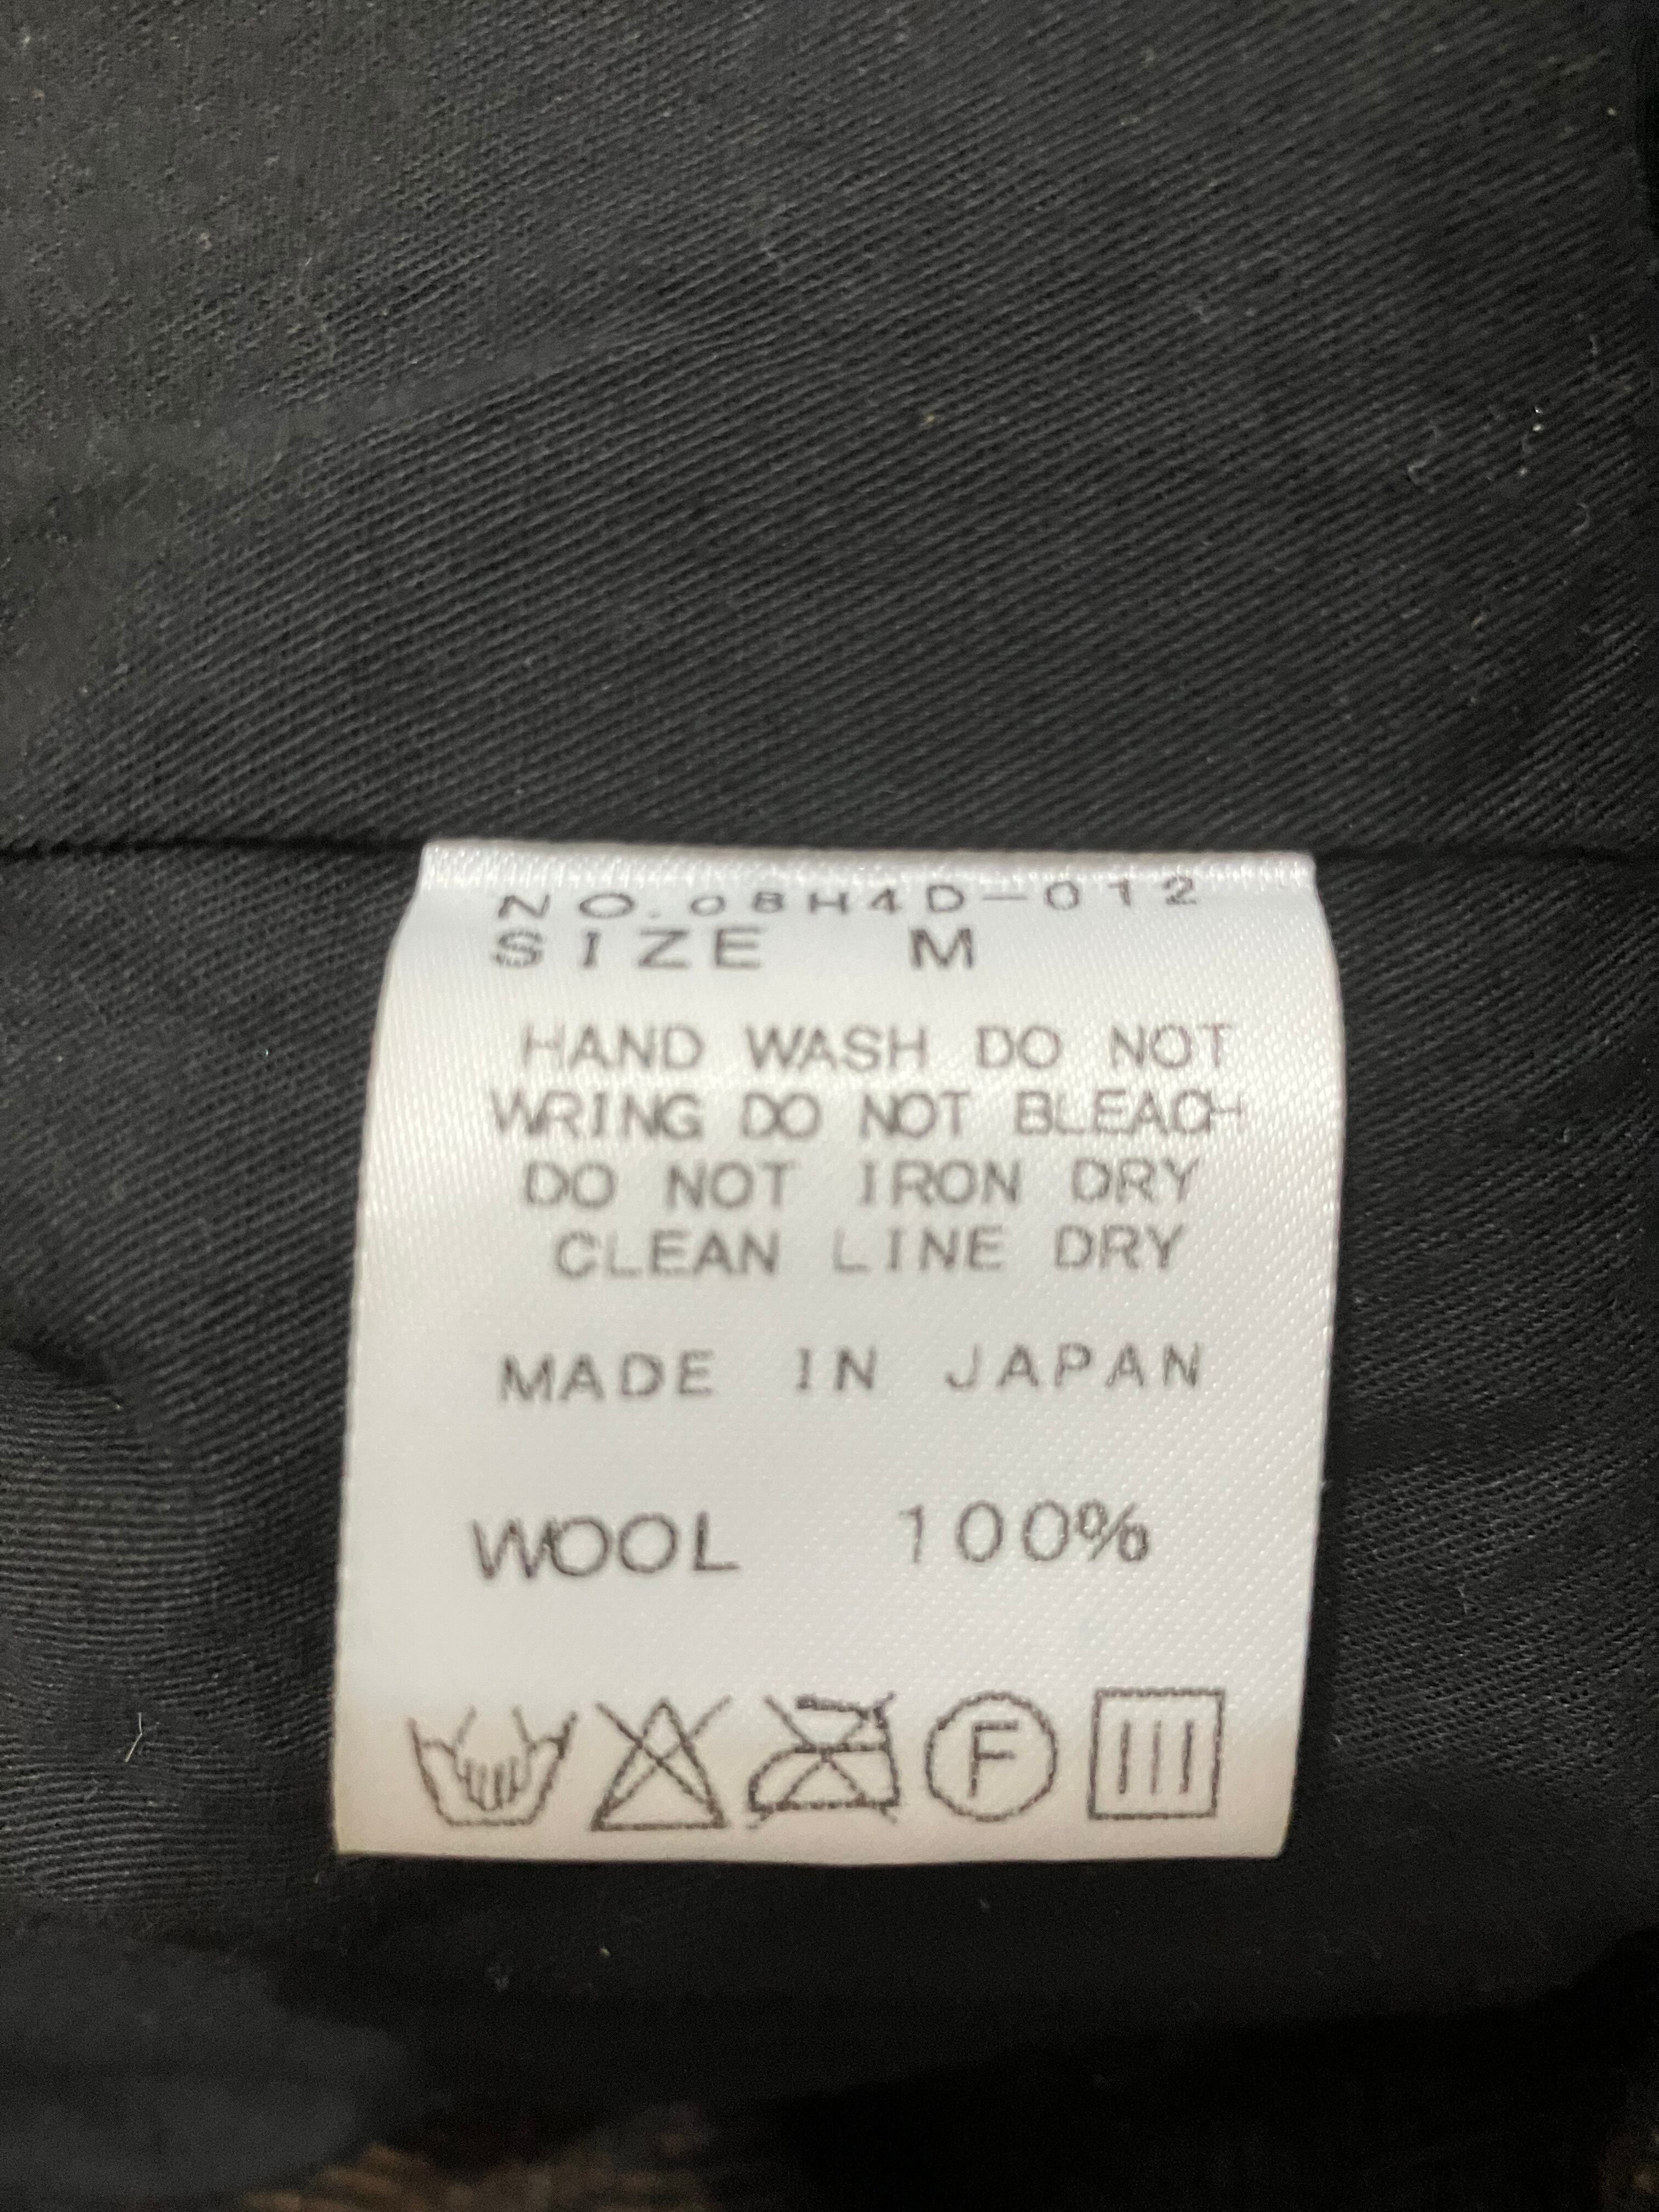 NO.08H4D-012
SIZE M
HAND WASH DO NOT
WRING DO NOT BLEACH
DO NOT IRON DRY
CLEAN LINE DRY
MADE IN JAPAN
WOOL 100%
F